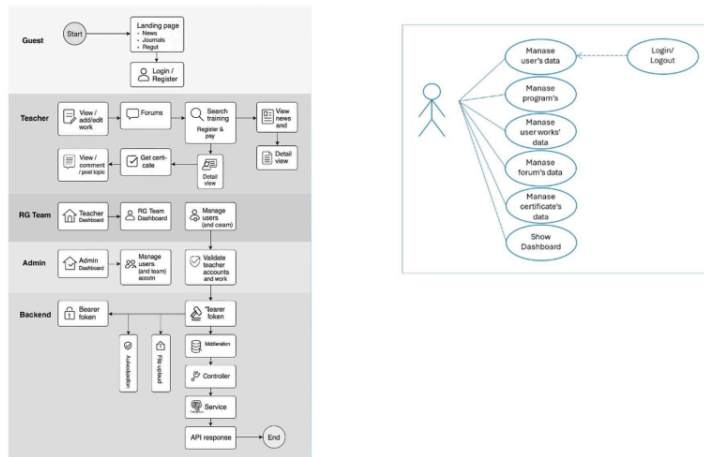 Guest
Start
Landing page
• News
• Journals
• Regut
Login /
Register
Teacher
View /
add/edit
work
Forums
Search
training
Register &
pay
View
news
and
View /
comment
/ post topic
Get certi-
cate
Detail
view
Detail view
RG Team
Teacher
Dashboard
RG Team
Dashboard
Manage
users
(and ceam)
Admin
Admin
Dashboard
Manage
users
(and team)
accoin
Validate
teacher
accounts
and work
Backend
Bearer
token
Bearer
token
File upload
Controller
Service
API response
End
Manase
user's data
Login/
Logout
Manase
program's
Manase
user works'
data
Manase
forum's data
Manase
certificate's
data
Show
Dashboard